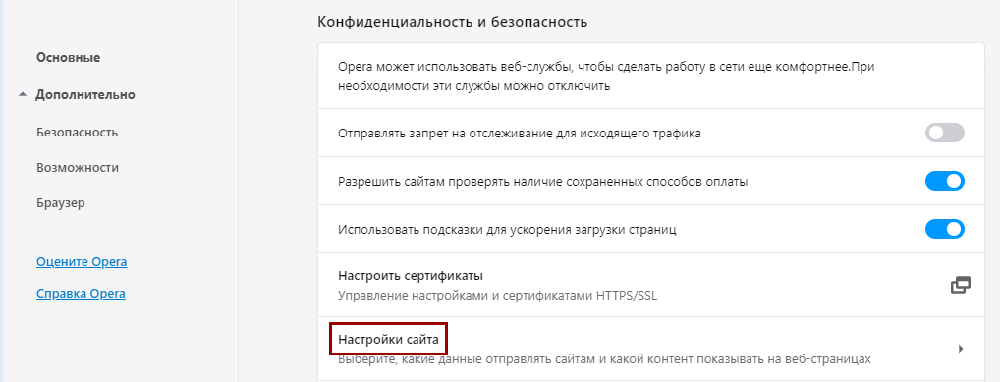 Конфиденциальность и безопасность
Основные
Дополнительно
Безопасность
Возможности
Браузер
Оцените Opera
Справка Opera
Opera может использовать веб-службы, чтобы сделать работу в сети еще комфортнее.При
необходимости эти службы можно отключить
Отправлять запрет на отслеживание для исходящего трафика
Разрешить сайтам проверять наличие сохраненных способов оплаты
Использовать подсказки для ускорения загрузки страниц
Настроить сертификаты
Управление настройками и сертификатами HTTPS/SSL
Настройки сайта
Выберите, какие данные отправлять сайтам и какой контент показывать на веб-страницах